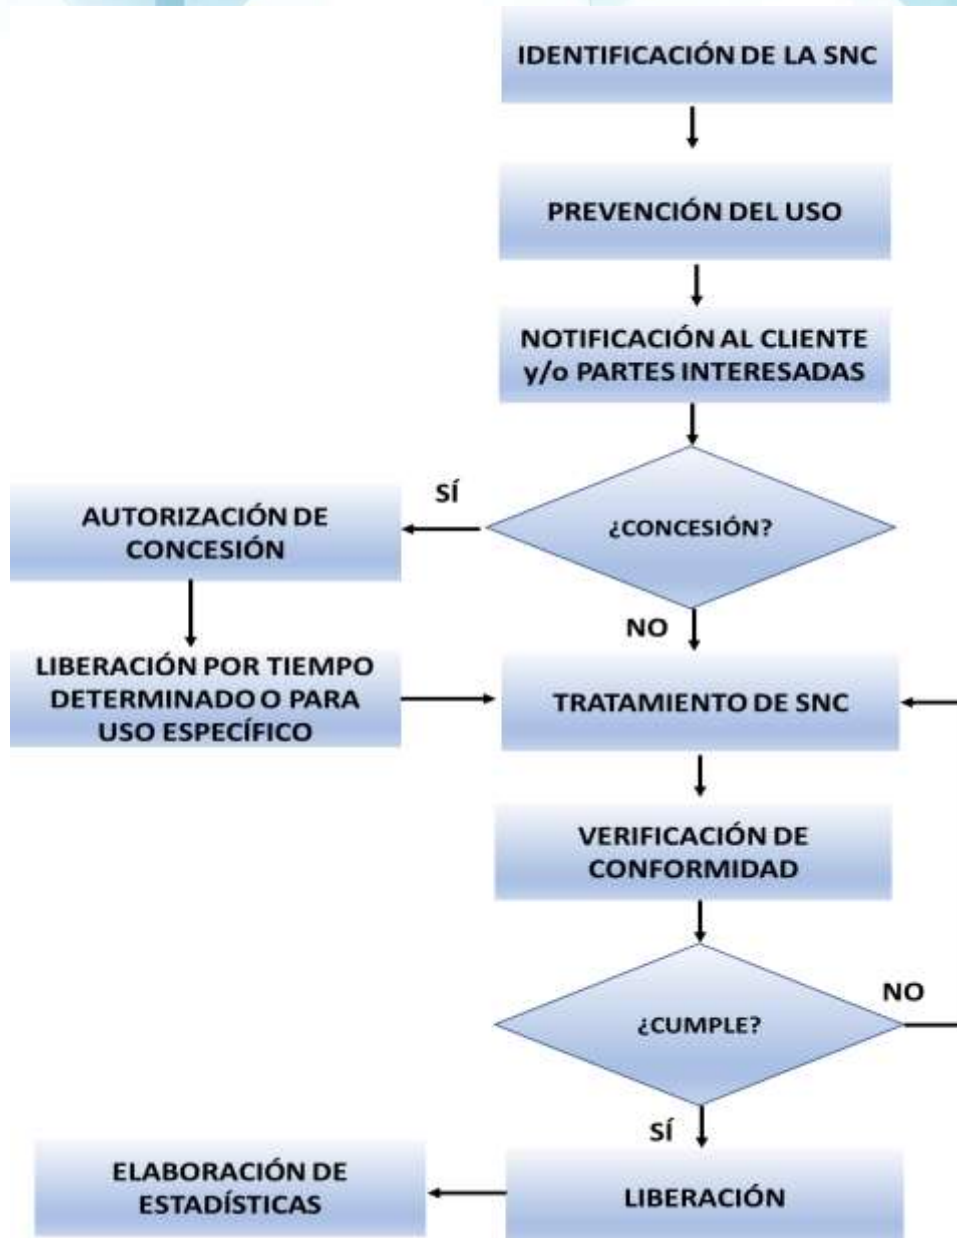 IDENTIFICACIÓN DE LA SNC
PREVENCIÓN DEL USO
NOTIFICACIÓN AL CLIENTE
y/o PARTES INTERESADAS
¿CONCESIÓN?
SÍ
AUTORIZACIÓN DE
CONCESIÓN
NO
LIBERACIÓN POR TIEMPO
DETERMINADO O PARA
USO ESPECÍFICO
TRATAMIENTO DE SNC
VERIFICACIÓN DE
CONFORMIDAD
¿CUMPLE?
NO
SÍ
LIBERACIÓN
ELABORACIÓN DE
ESTADÍSTICAS